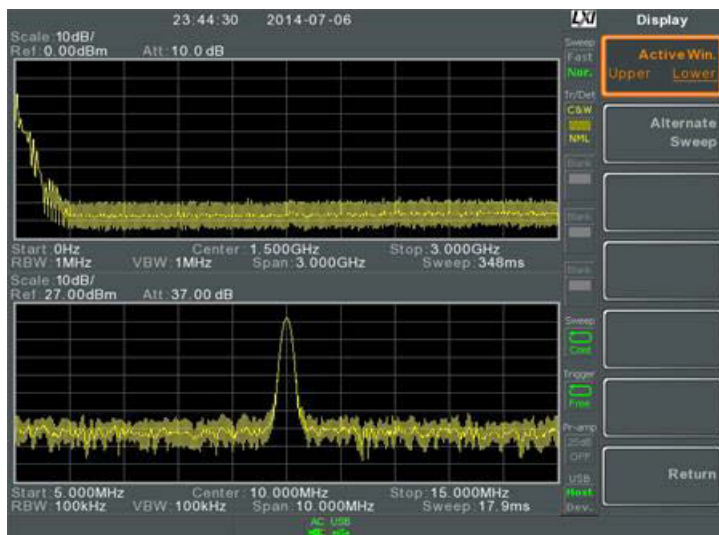 23:44:30 2014-07-06 LXI Display
Scale:10dB/
Ref:0.00dBm Att:10.0 dB
Start:0Hz Center:1.500GHz Stop:3.000GHz
RBW:1MHz VBW:1MHz Span:3.000GHz Sweep:348ms
Scale:10dB/
Ref:27.00dBm Att:37.00 dB
Start:5.000MHz Center:10.000MHz Stop:15.000MHz
RBW:100kHz VBW:100kHz Span:10.000MHz Sweep:17.9ms
AC USB
Sweep
Fast
Nor.
Tr/Det
C&W
NML
Blank
Blank
Blank
Sweep
Cont
Trigger
Free
Pr-amp
20dB
OFF
USB
Host
Dev.
Active Win.
Upper Lower
Alternate
Sweep
Return